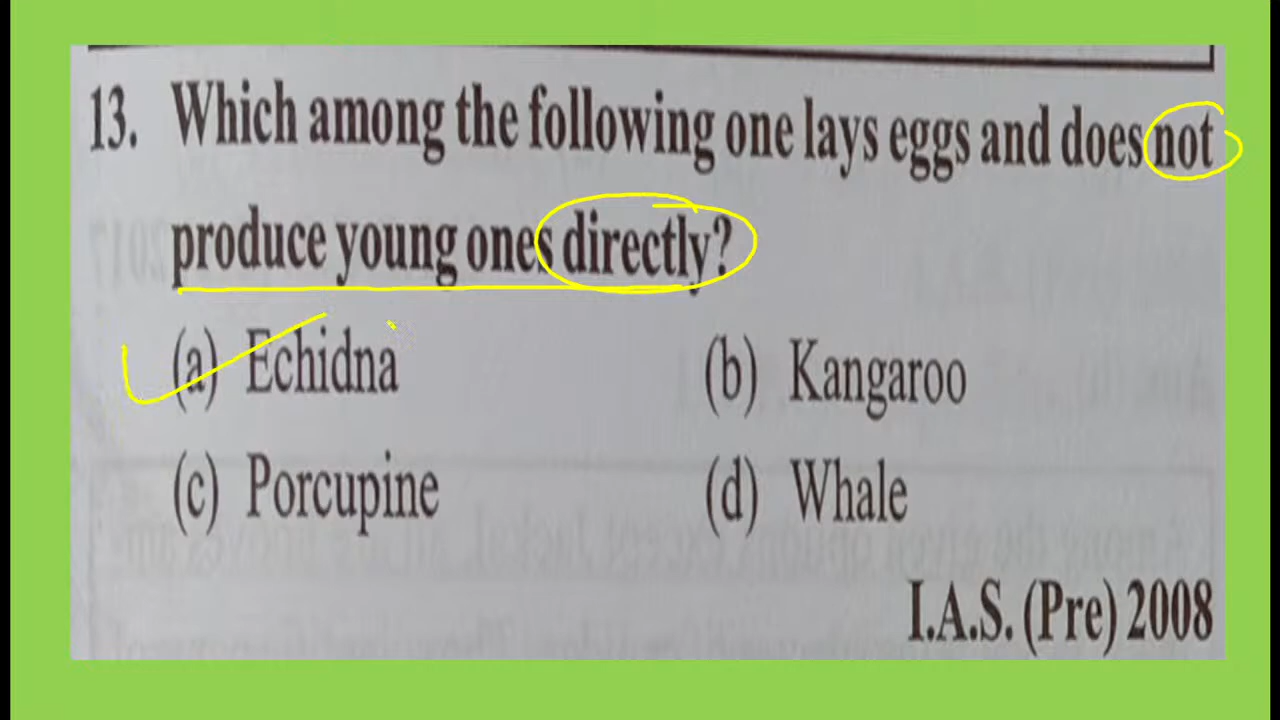 13. Which among the following one lays eggs and does not
produce young ones directly?
(a) Echidna (b) Kangaroo
(c) Porcupine (d) Whale
I.A.S. (Pre) 2008